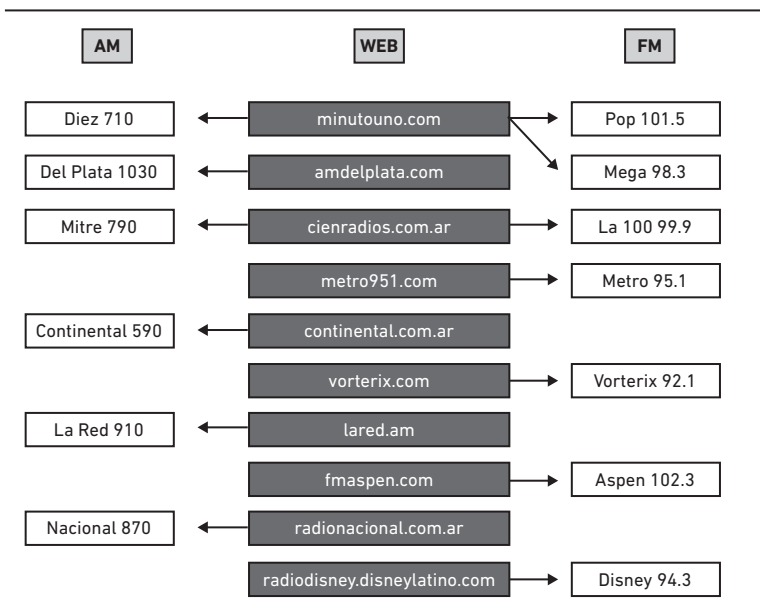 AM WEB FM
Diez 710 minutouno.com Pop 101.5
Del Plata 1030 amdelplata.com Mega 98.3
Mitre 790 cienradios.com.ar La 100 99.9
metro951.com Metro 95.1
Continental 590 continental.com.ar
vorterix.com Vorterix 92.1
La Red 910 lared.am
fmaspen.com Aspen 102.3
Nacional 870 radionacional.com.ar
radiodisney.disneylatino.com Disney 94.3